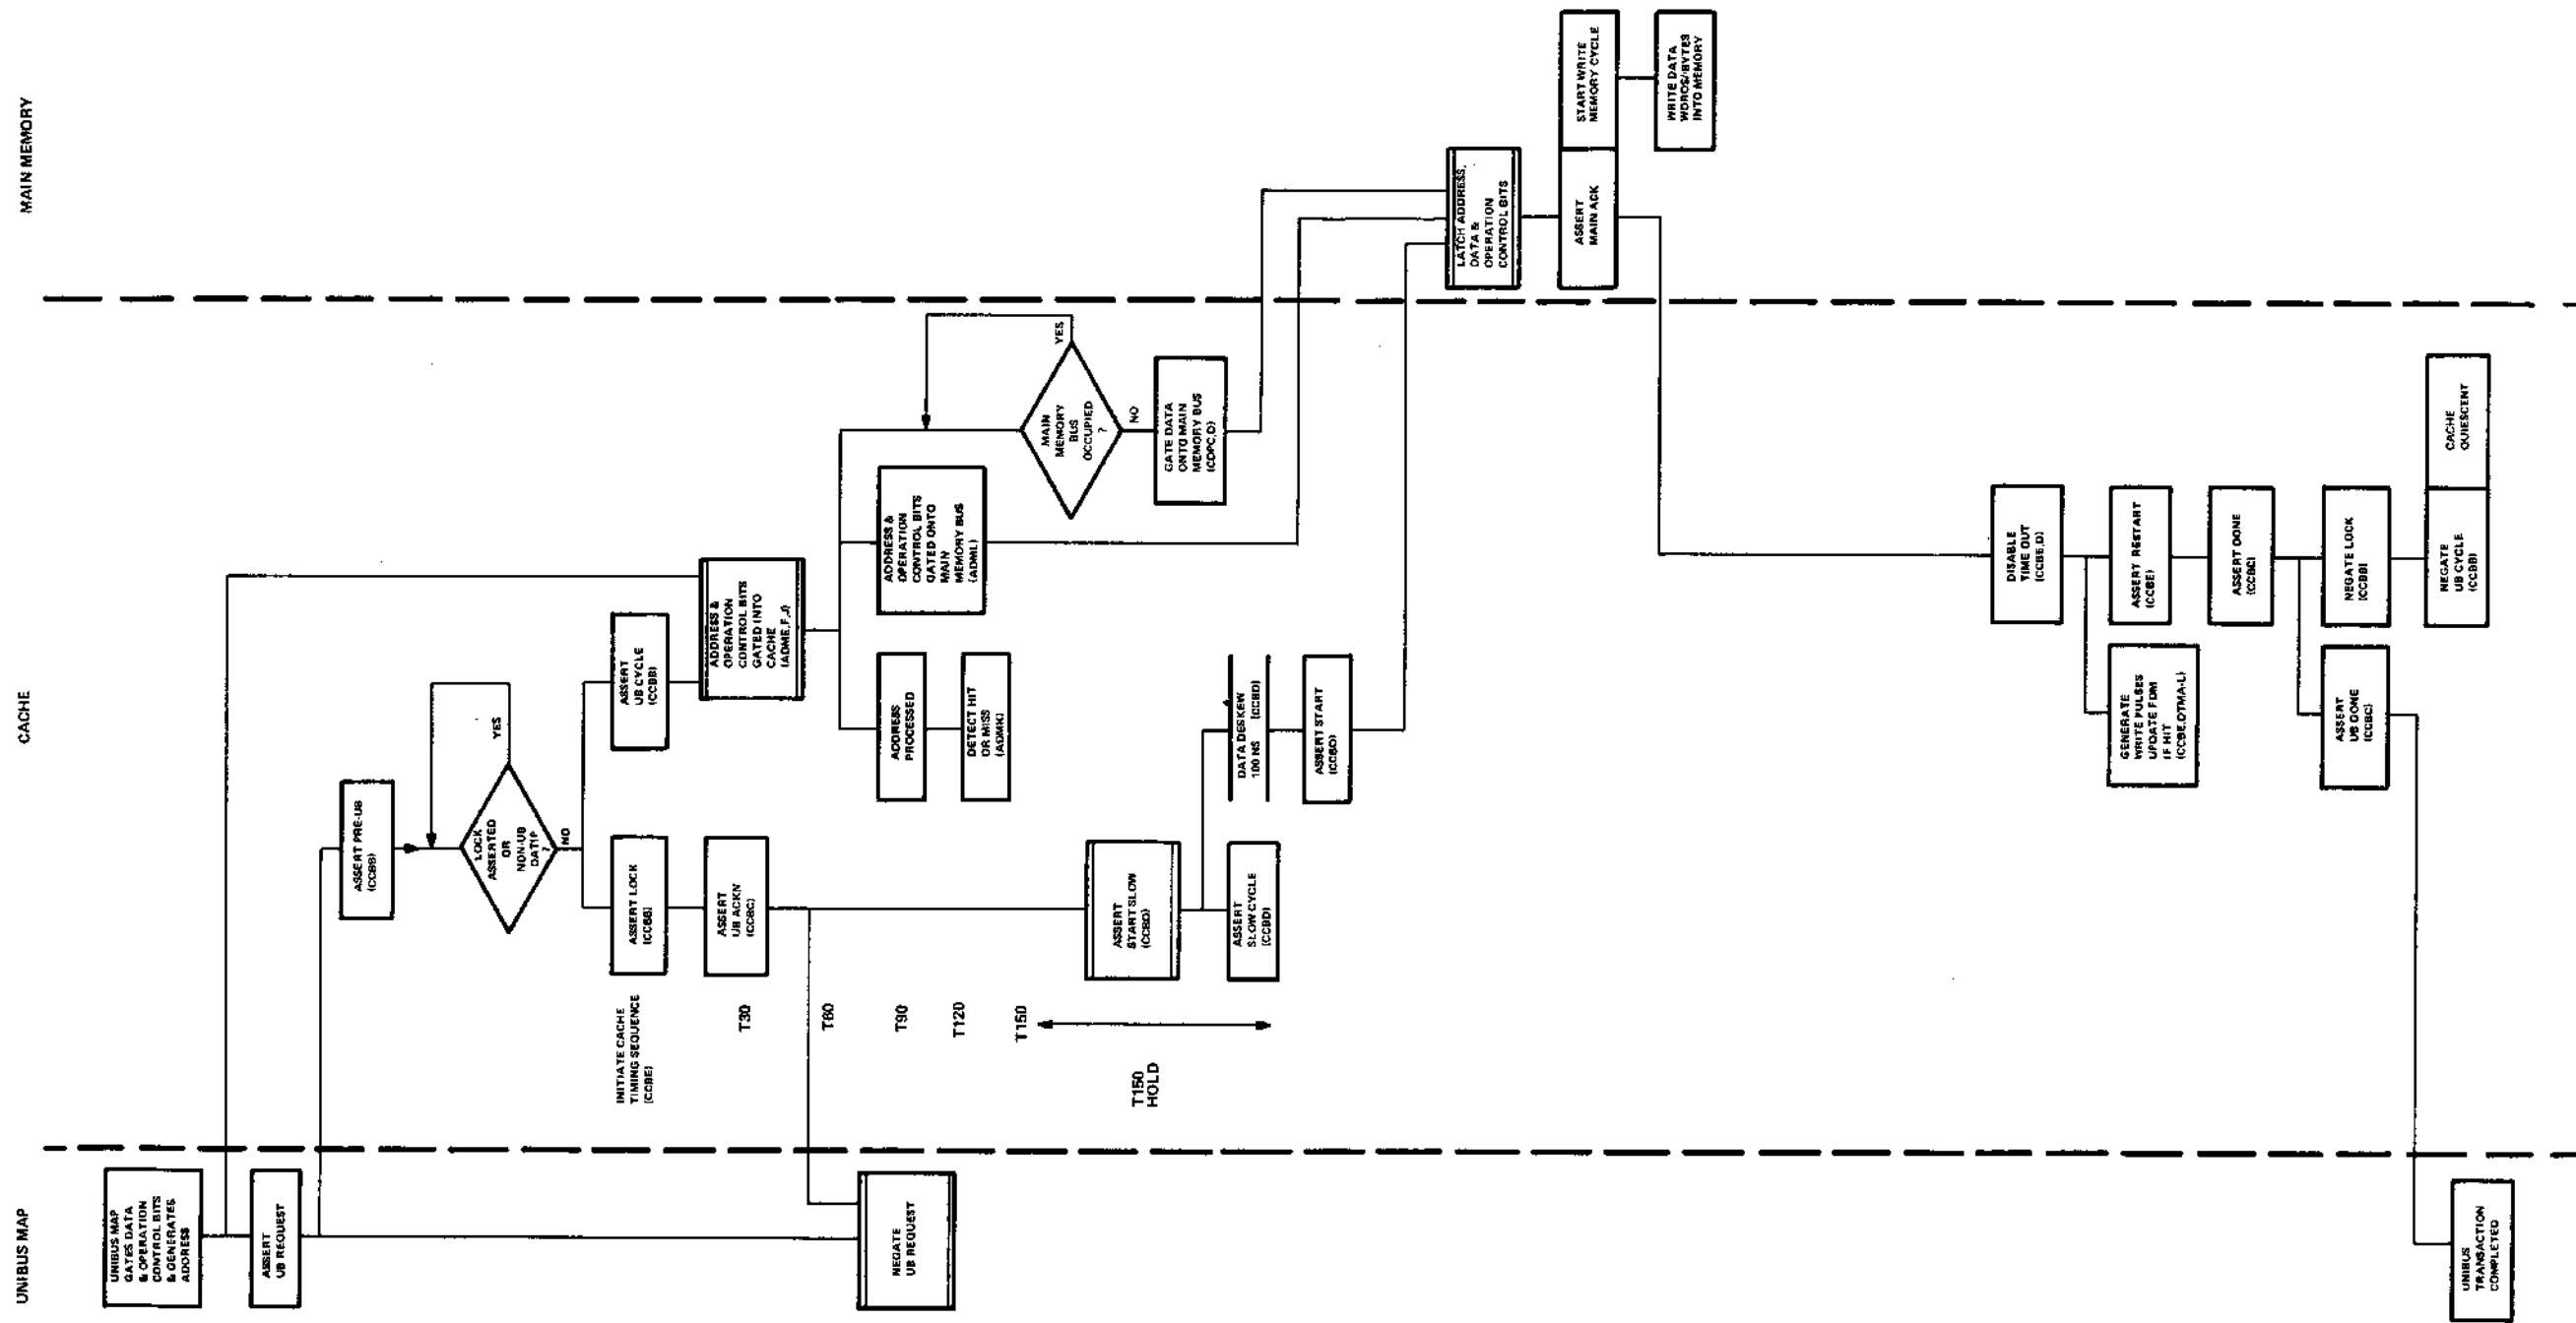 UNIBUS MAP
CACHE
MAIN MEMORY
UNIBUS MAP
GATES DATA
& OPERATION
CONTROL BITS
& GENERATES
ADDRESS
ASSERT
UB REQUEST
ASSERT PRE-UB
(CCBB)
LOCK
ASSERTED
OR
NON-UB
DATIP
?
YES
NO
INITIATE CACHE
TIMING SEQUENCE
(CCBE)
ASSERT LOCK
(CCBB)
ASSERT
UB CYCLE
(CCBB)
T30
ASSERT
UB ACKN
(CCBC)
ADDRESS &
OPERATION
CONTROL BITS
GATED INTO
CACHE
(ADME,F,J)
T60
NEGATE
UB REQUEST
T90
ADDRESS
PROCESSED
ADDRESS &
OPERATION
CONTROL BITS
GATED ONTO
MAIN
MEMORY BUS
(ADML)
T120
DETECT HIT
OR MISS
(ADMK)
T150
MAIN
MEMORY
BUS
OCCUPIED
?
YES
NO
T150
HOLD
ASSERT
START SLOW
(CCBD)
GATE DATA
ONTO MAIN
MEMORY BUS
(CDPC,D)
ASSERT
SLOW CYCLE
(CCBD)
DATA DESKEW
100 NS (CCBD)
ASSERT START
(CCBD)
LATCH ADDRESS,
DATA &
OPERATION
CONTROL BITS
ASSERT
MAIN ACK
START WRITE
MEMORY CYCLE
WRITE DATA
WORDS/BYTES
INTO MEMORY
DISABLE
TIME OUT
(CCBE,D)
GENERATE
WRITE PULSES
UPDATE FDM
IF HIT
(CCBE,DTMA-L)
ASSERT RESTART
(CCBE)
ASSERT DONE
(CCBC)
ASSERT
UB DONE
(CCBC)
NEGATE LOCK
(CCBB)
NEGATE
UB CYCLE
(CCBB)
CACHE
QUIESCENT
UNIBUS
TRANSACTION
COMPLETED